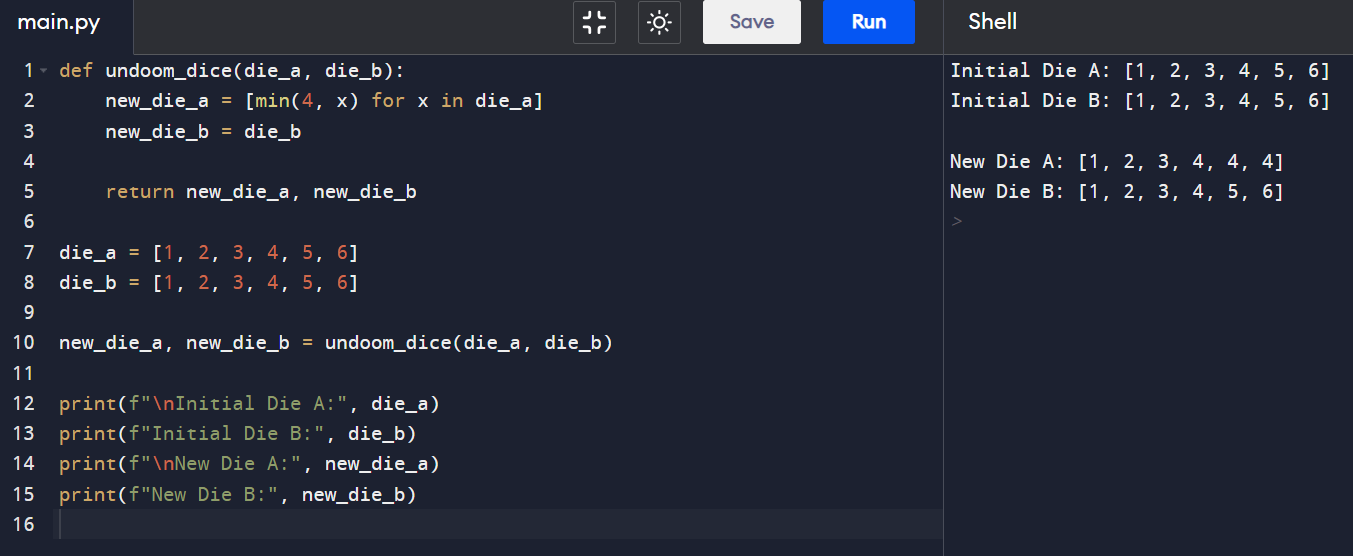 main.py
Save
Run
Shell
1 def undoom_dice(die_a, die_b):
2     new_die_a = [min(4, x) for x in die_a]
3     new_die_b = die_b
4
5     return new_die_a, new_die_b
6
7 die_a = [1, 2, 3, 4, 5, 6]
8 die_b = [1, 2, 3, 4, 5, 6]
9
10 new_die_a, new_die_b = undoom_dice(die_a, die_b)
11
12 print(f"\nInitial Die A:", die_a)
13 print(f"Initial Die B:", die_b)
14 print(f"\nNew Die A:", new_die_a)
15 print(f"New Die B:", new_die_b)
16
Initial Die A: [1, 2, 3, 4, 5, 6]
Initial Die B: [1, 2, 3, 4, 5, 6]
New Die A: [1, 2, 3, 4, 4, 4]
New Die B: [1, 2, 3, 4, 5, 6]
>